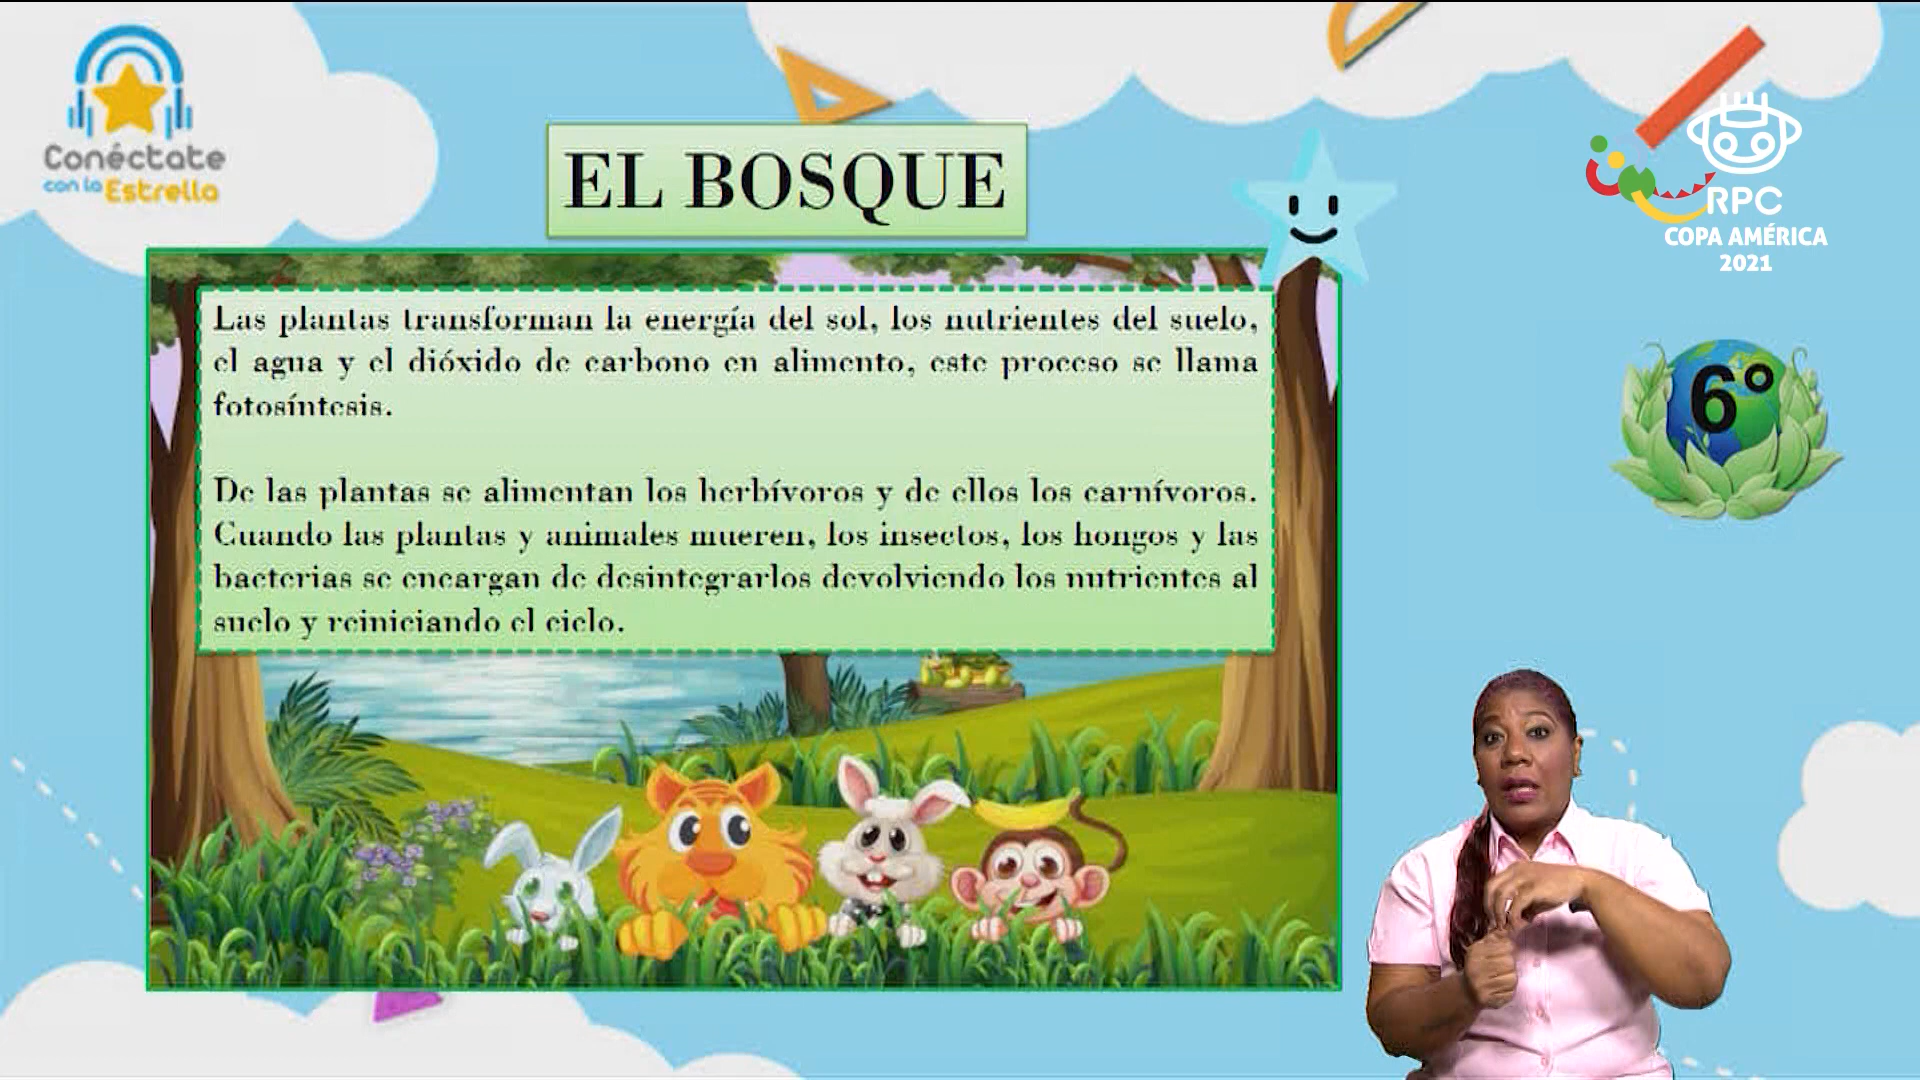 Conéctate
con la Estrella
EL BOSQUE
RPC
COPA AMÉRICA
2021
6°
Las plantas transforman la energía del sol, los nutrientes del suelo,
el agua y el dióxido de carbono en alimento, este proceso se llama
fotosíntesis.
De las plantas se alimentan los herbívoros y de ellos los carnívoros.
Cuando las plantas y animales mueren, los insectos, los hongos y las
bacterias se encargan de desintegrarlos devolviendo los nutrientes al
suelo y reiniciando el ciclo.